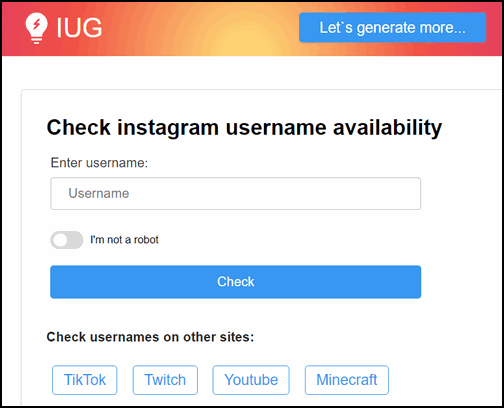 IUG
Let`s generate more...
Check instagram username availability
Enter username:
Username
I'm not a robot
Check
Check usernames on other sites:
TikTok Twitch Youtube Minecraft